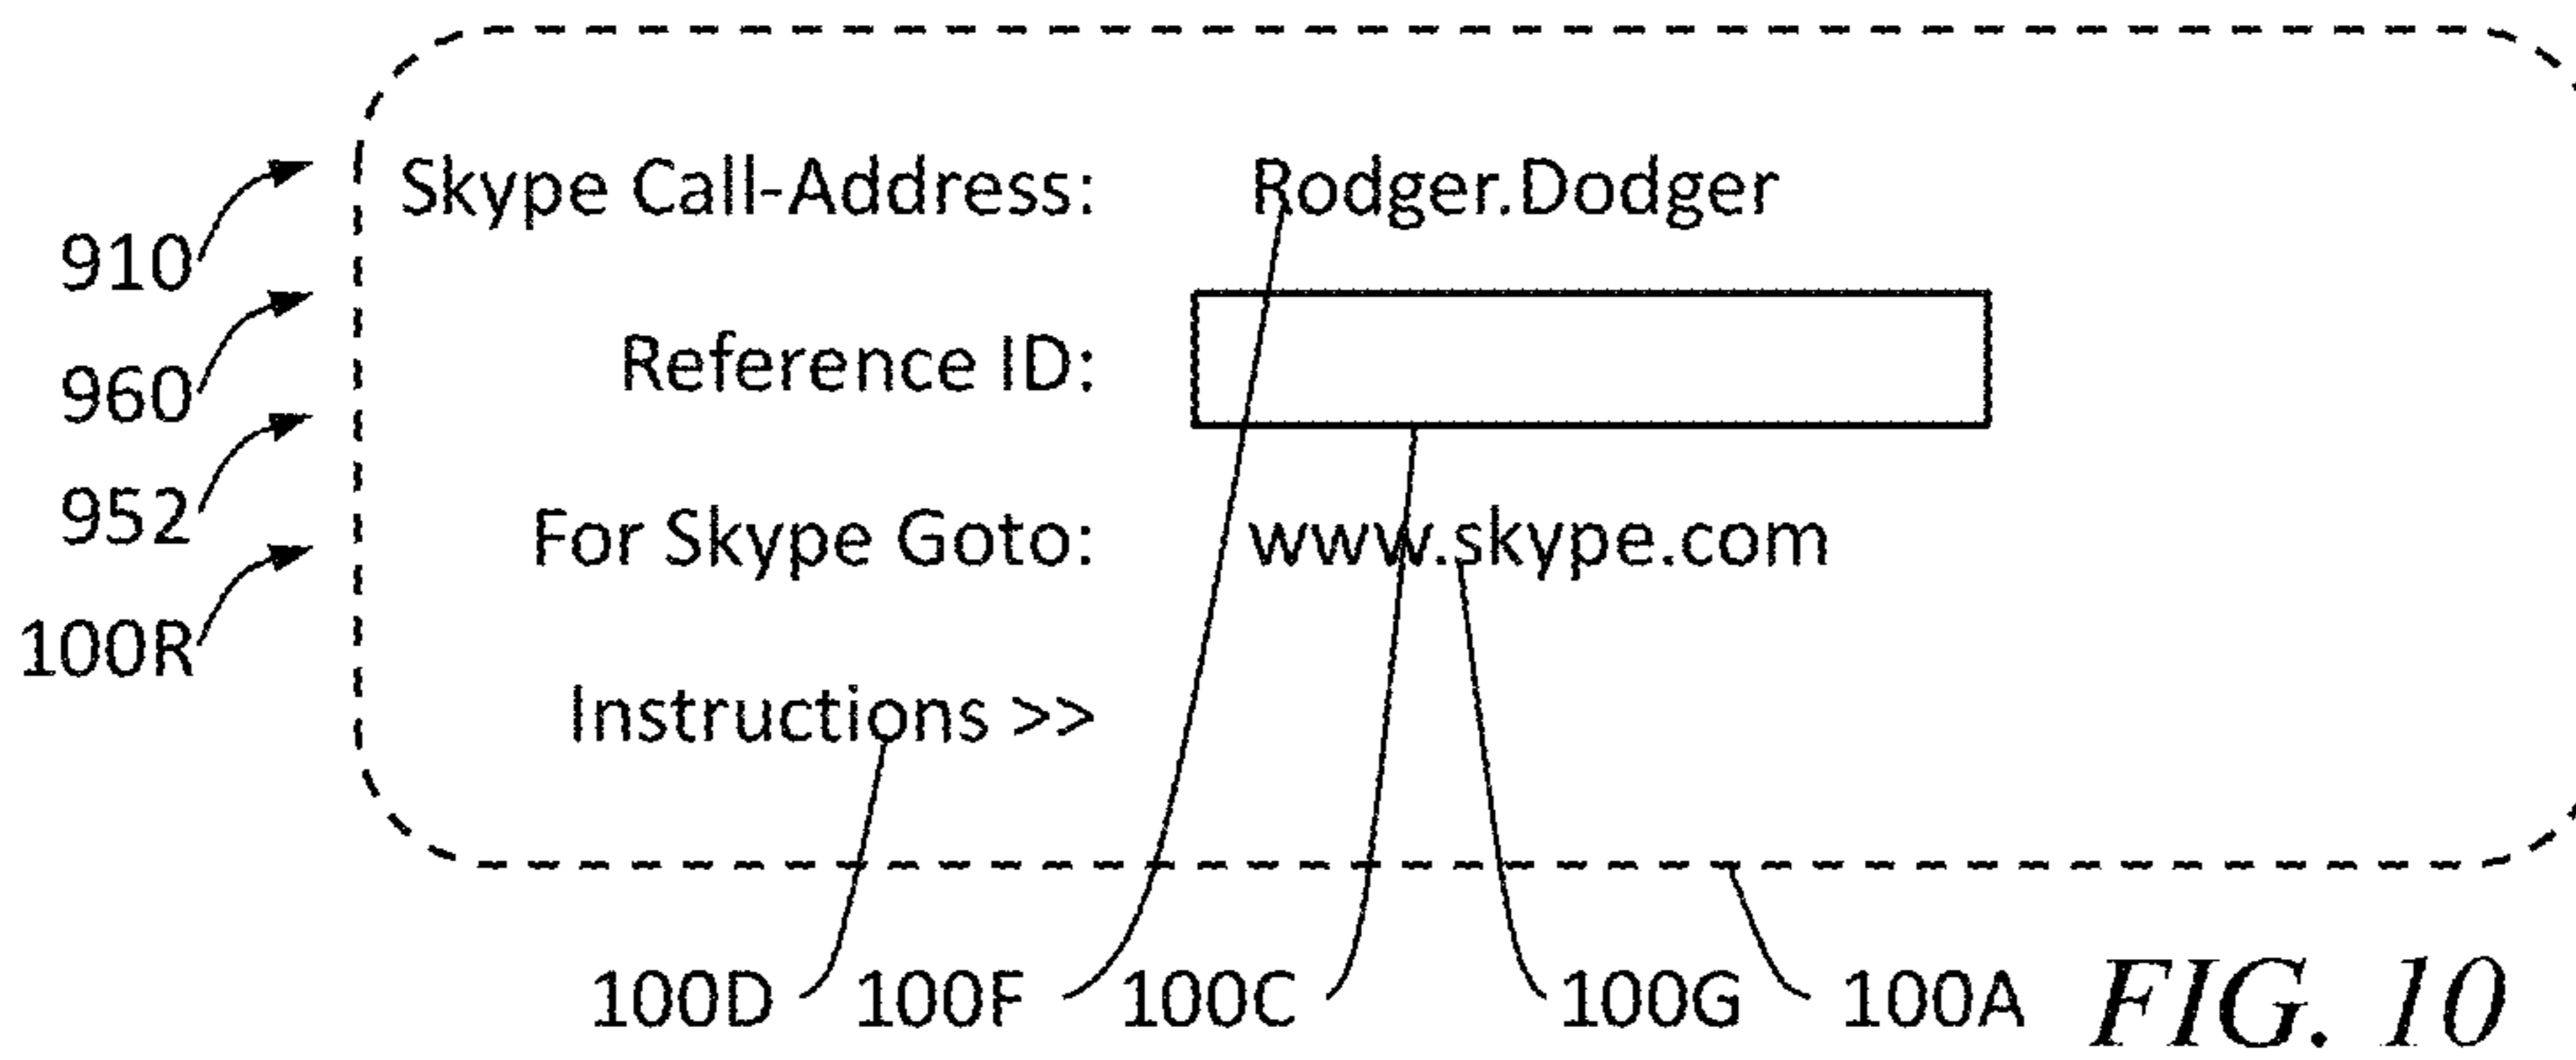 Skype Call-Address: Rodger.Dodger
910
Reference ID:
960
For Skype Goto: www.skype.com
952
100R
Instructions >>
100D 100F 100C 100G 100A FIG. 10